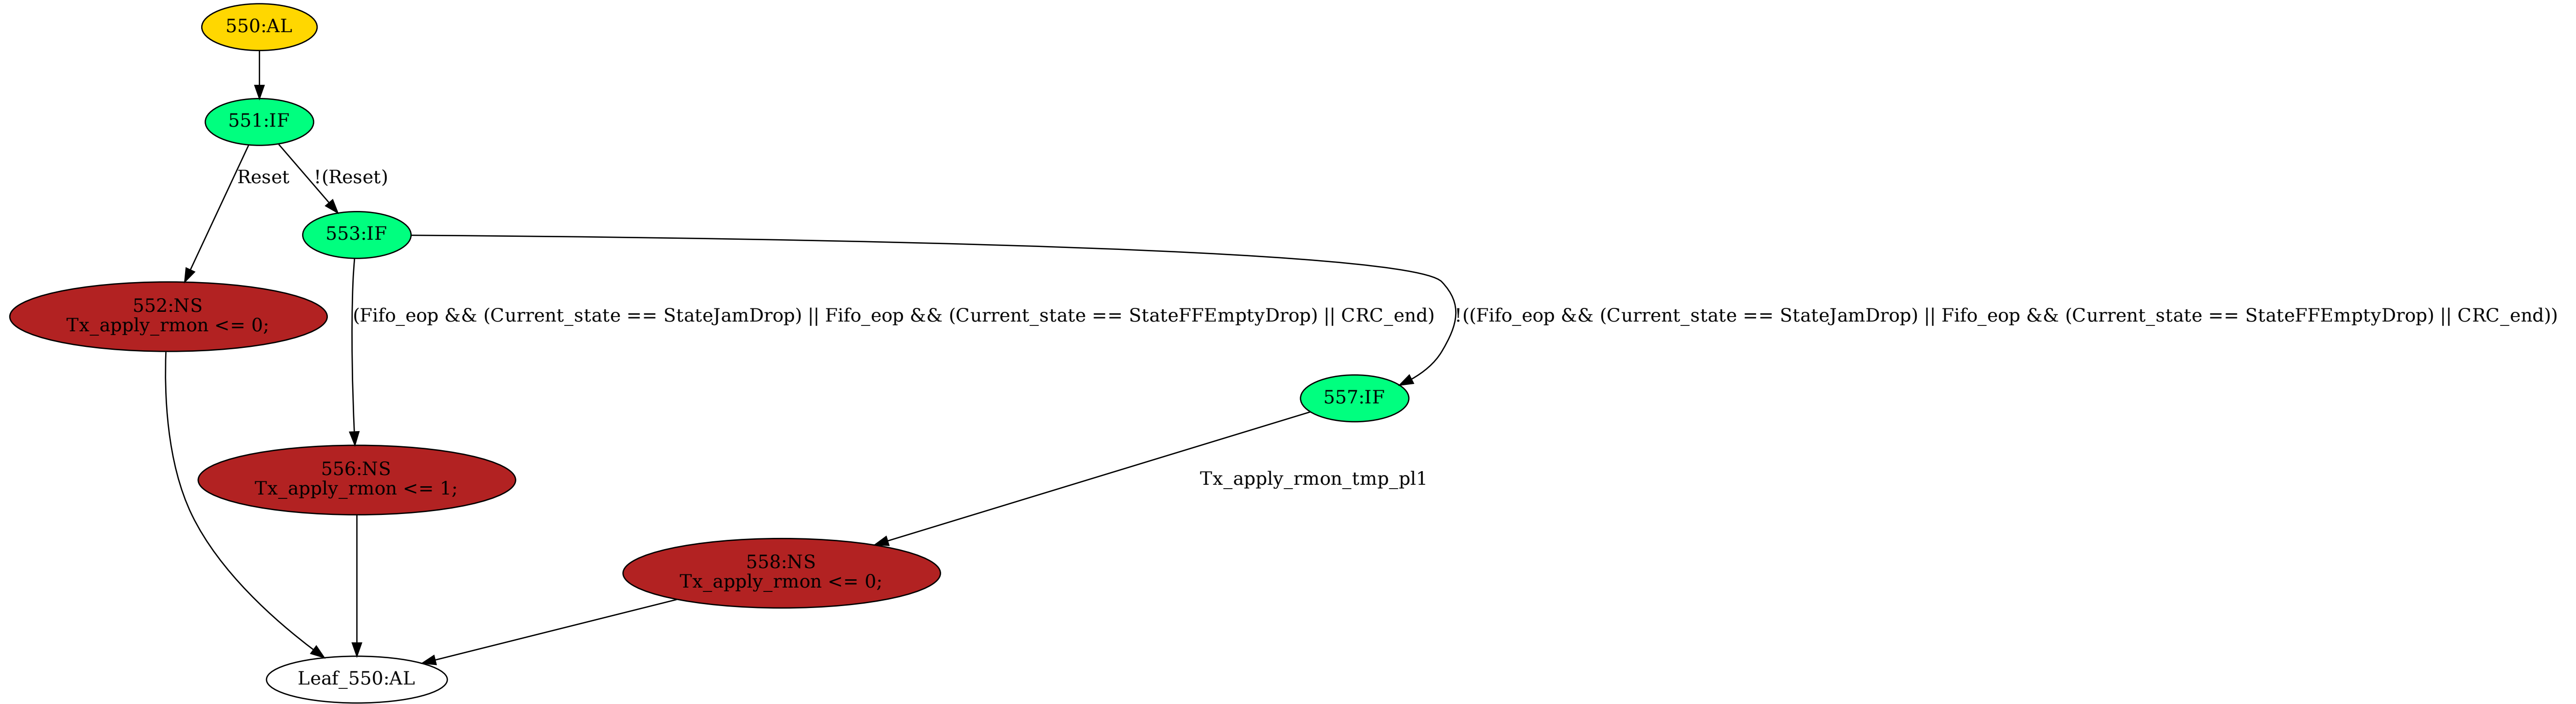 550:AL
551:IF
Reset
!(Reset)
553:IF
552:NS
Tx_apply_rmon <= 0;
(Fifo_eop && (Current_state == StateJamDrop) || Fifo_eop && (Current_state == StateFFEmptyDrop) || CRC_end)
!((Fifo_eop && (Current_state == StateJamDrop) || Fifo_eop && (Current_state == StateFFEmptyDrop) || CRC_end))
557:IF
556:NS
Tx_apply_rmon <= 1;
Tx_apply_rmon_tmp_pl1
558:NS
Tx_apply_rmon <= 0;
Leaf_550:AL